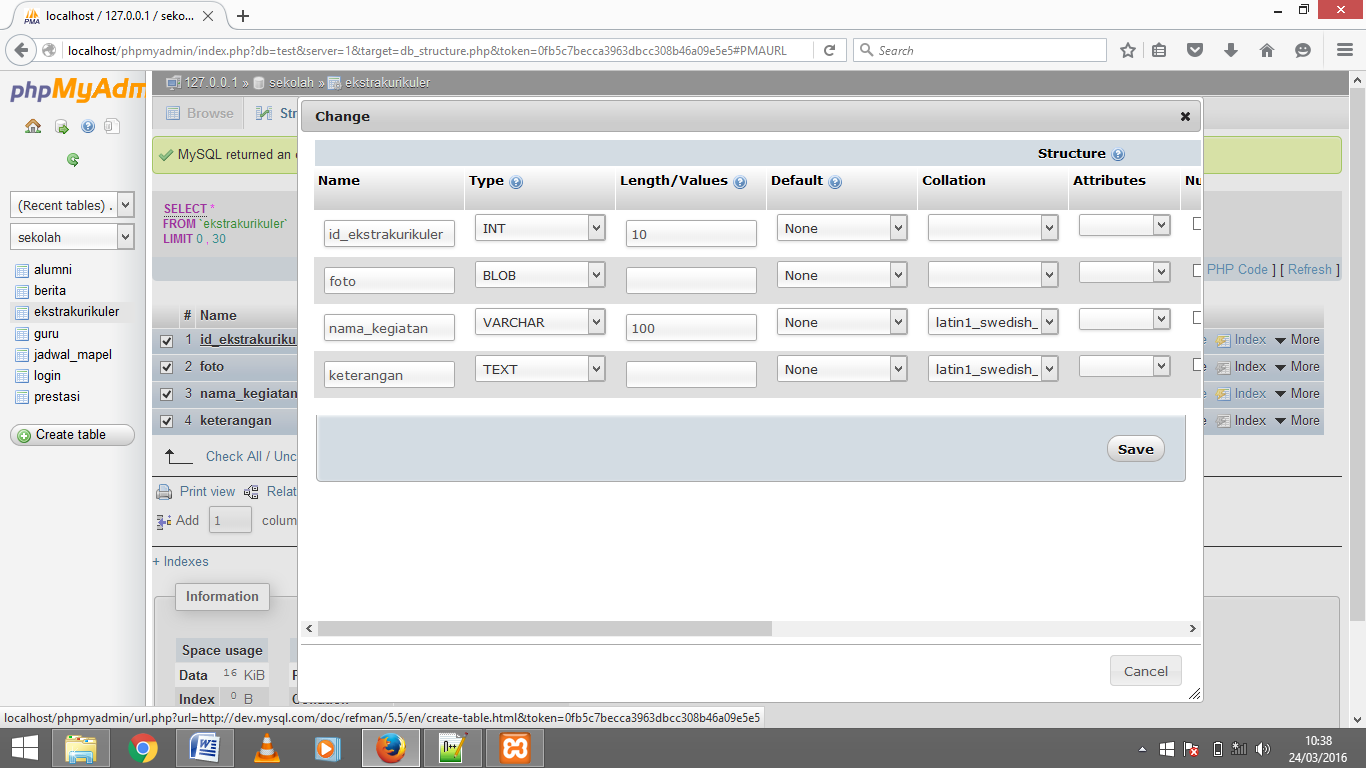 localhost / 127.0.0.1 / seko...
localhost/phpmyadmin/index.php?db=test&server=1&target=db_structure.php&token=0fb5c7becca3963dbcc308b46a09e5e5#PMAURL
Search
phpMyAdm
(Recent tables) .
sekolah
alumni
berita
ekstrakurikuler
guru
jadwal_mapel
login
prestasi
Create table
127.0.0.1 » sekolah » ekstrakurikuler
Browse
Str
MySQL returned an
SELECT *
FROM `ekstrakurikuler`
LIMIT 0 , 30
PHP Code ] [ Refresh ]
# Name
1 id_ekstrakuriku
2 foto
3 nama_kegiatan
4 keterangan
Index More
Index More
Index More
Index More
Check All / Unc
Print view Relat
Add 1 colum
+ Indexes
Information
Space usage
Data 16 KiB
Index 0 B
Change
Structure
Name Type Length/Values Default Collation Attributes Nu
id_ekstrakurikuler INT 10 None
foto BLOB None
nama_kegiatan VARCHAR 100 None latin1_swedish_
keterangan TEXT None latin1_swedish_
Save
Cancel
localhost/phpmyadmin/url.php?url=http://dev.mysql.com/doc/refman/5.5/en/create-table.html&token=0fb5c7becca3963dbcc308b46a09e5e5
10:38
24/03/2016